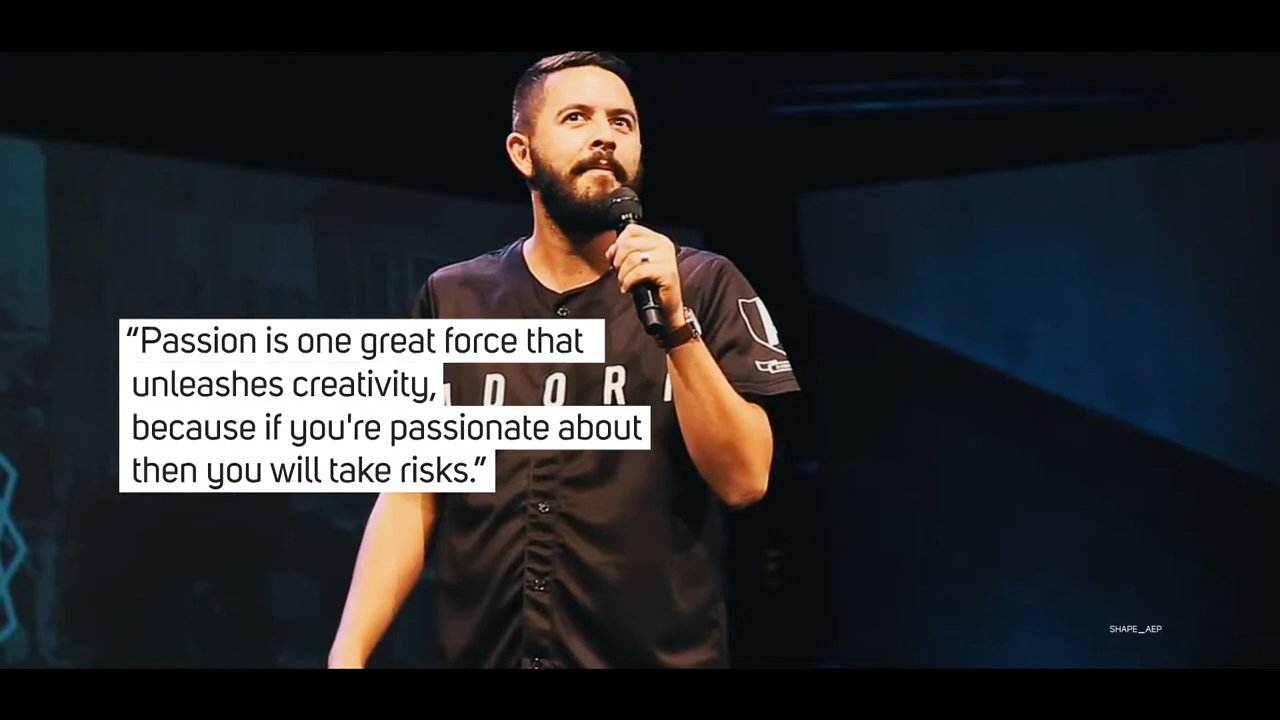 “Passion is one great force that
unleashes creativity,
because if you're passionate about
then you will take risks.”
DOR
SHAPE_AEP